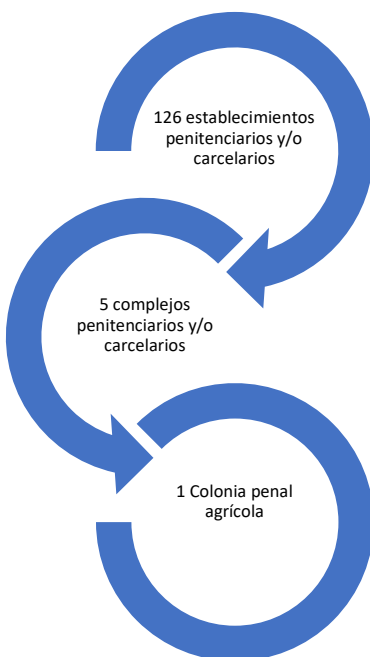 126 establecimientos
penitenciarios y/o
carcelarios
5 complejos
penitenciarios y/o
carcelarios
1 Colonia penal
agrícola